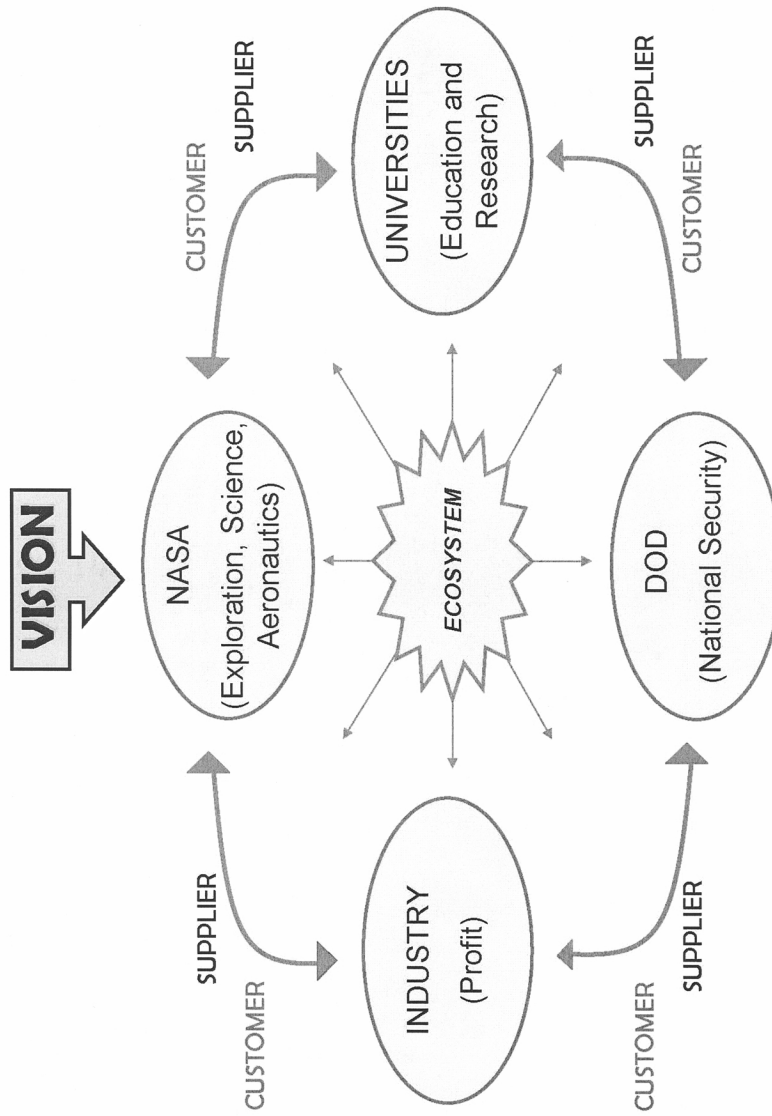 VISION
NASA
(Exploration, Science,
Aeronautics)
SUPPLIER
CUSTOMER
CUSTOMER
SUPPLIER
INDUSTRY
(Profit)
ECOSYSTEM
UNIVERSITIES
(Education and
Research)
CUSTOMER
SUPPLIER
DOD
(National Security)
SUPPLIER
CUSTOMER